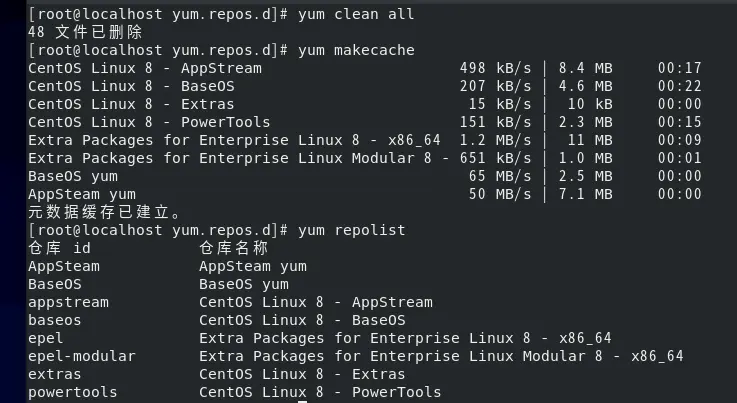 [root@localhost yum.repos.d]# yum clean all
48 文件已删除
[root@localhost yum.repos.d]# yum makecache
CentOS Linux 8 - AppStream 498 kB/s | 8.4 MB 00:17
CentOS Linux 8 - BaseOS 207 kB/s | 4.6 MB 00:22
CentOS Linux 8 - Extras 15 kB/s | 10 kB 00:00
CentOS Linux 8 - PowerTools 151 kB/s | 2.3 MB 00:15
Extra Packages for Enterprise Linux 8 - x86_64 1.2 MB/s | 11 MB 00:09
Extra Packages for Enterprise Linux Modular 8 - 651 kB/s | 1.0 MB 00:01
BaseOS yum 65 MB/s | 2.5 MB 00:00
AppSteam yum 50 MB/s | 7.1 MB 00:00
元数据缓存已建立。
[root@localhost yum.repos.d]# yum repolist
仓库 id 仓库名称
AppSteam AppSteam yum
BaseOS BaseOS yum
appstream CentOS Linux 8 - AppStream
baseos CentOS Linux 8 - BaseOS
epel Extra Packages for Enterprise Linux 8 - x86_64
epel-modular Extra Packages for Enterprise Linux Modular 8 - x86_64
extras CentOS Linux 8 - Extras
powertools CentOS Linux 8 - PowerTools